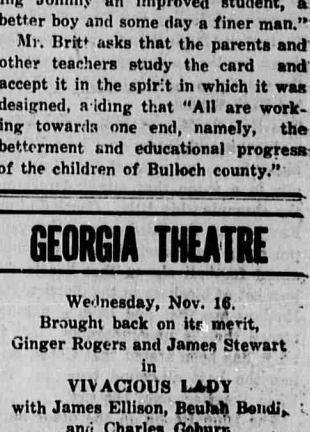 ing Johnny an improved student, a
better boy and some day a finer man."
Mr. Britt asks that the parents and
other teachers study the card and
accept it in the spirit in which it was
designed, adding that "All are work-
ing towards one end, namely, the
betterment and educational progress
of the children of Bulloch county."
GEORGIA THEATRE
Wednesday, Nov. 16.
Brought back on its merit,
Ginger Rogers and James Stewart
in
VIVACIOUS LADY
with James Ellison, Beulah Bondi,
and Charles Coburn